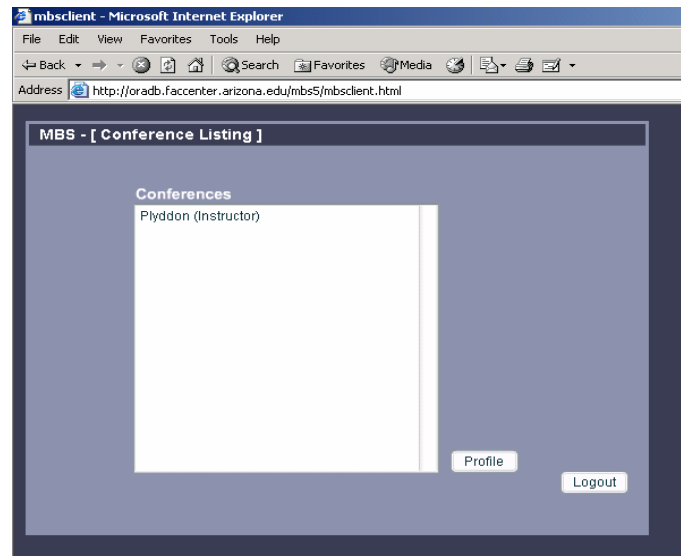 mbsclient - Microsoft Internet Explorer
File Edit View Favorites Tools Help
Back Search Favorites Media
Address http://oradb.faccenter.arizona.edu/mbs5/mbsclient.html
MBS - [ Conference Listing ]
Conferences
Plyddon (Instructor)
Profile
Logout